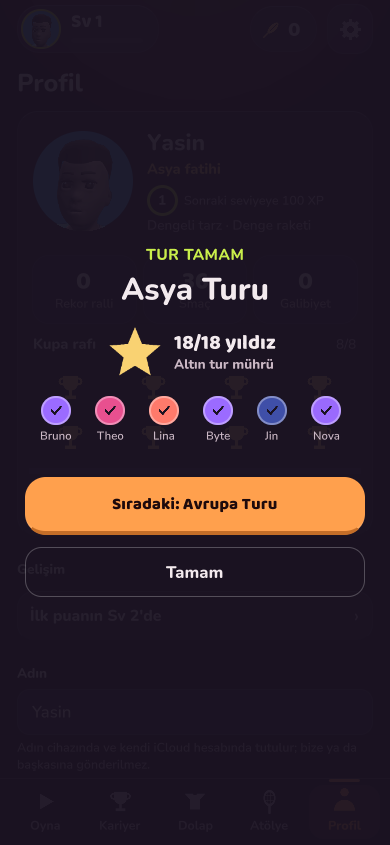 Sv 1
0
Profil
Yasin
Asya fatihi
1 Sonraki seviyeye 100 XP
Dengeli tarz · Denge raketi
TUR TAMAM
Asya Turu
0
0
Kupa rafı
8/8
18/18 yıldız
Altın tur mührü
Bruno
Theo
Lina
Byte
Jin
Nova
Sıradaki: Avrupa Turu
Gelişim
Tamam
İlk puanın Sv 2'de
Adın
Yasin
Adın cihazında ve kendi iCloud hesabında tutulur; bize ya da
başkasına gönderilmez.
Oyna
Kariyer
Dolap
Atölye
Profil